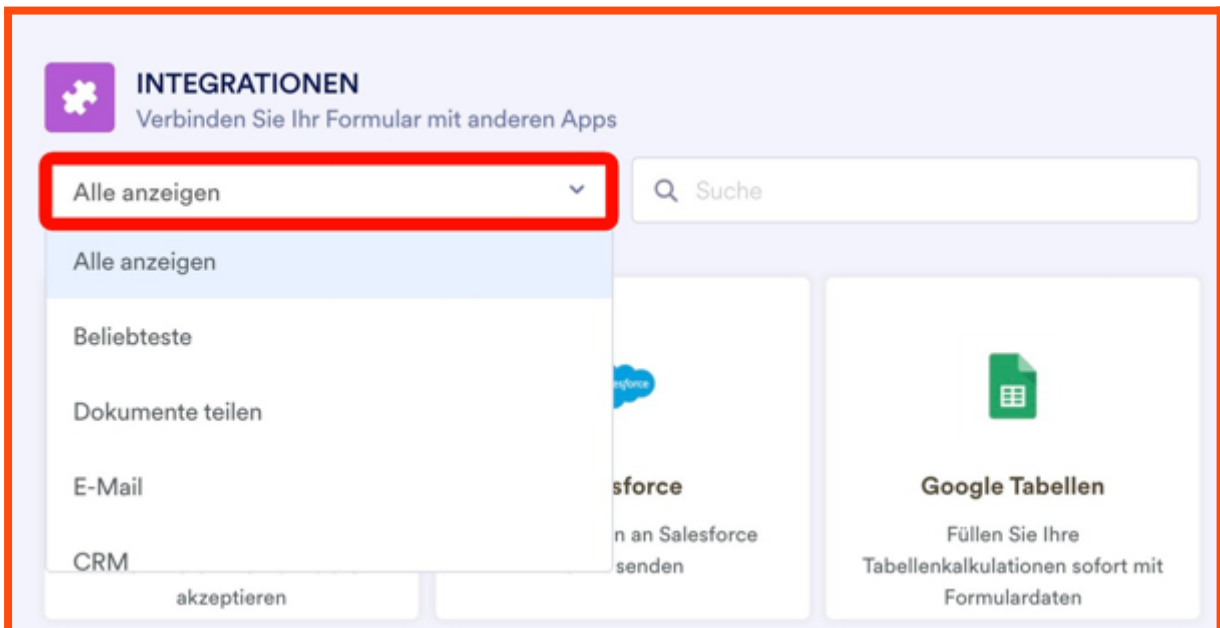 INTEGRATIONEN
Verbinden Sie Ihr Formular mit anderen Apps
Alle anzeigen
Suche
Alle anzeigen
Beliebteste
Dokumente teilen
E-Mail
CRM
akzeptieren
sforce
n an Salesforce
senden
Google Tabellen
Füllen Sie Ihre
Tabellenkalkulationen sofort mit
Formulardaten